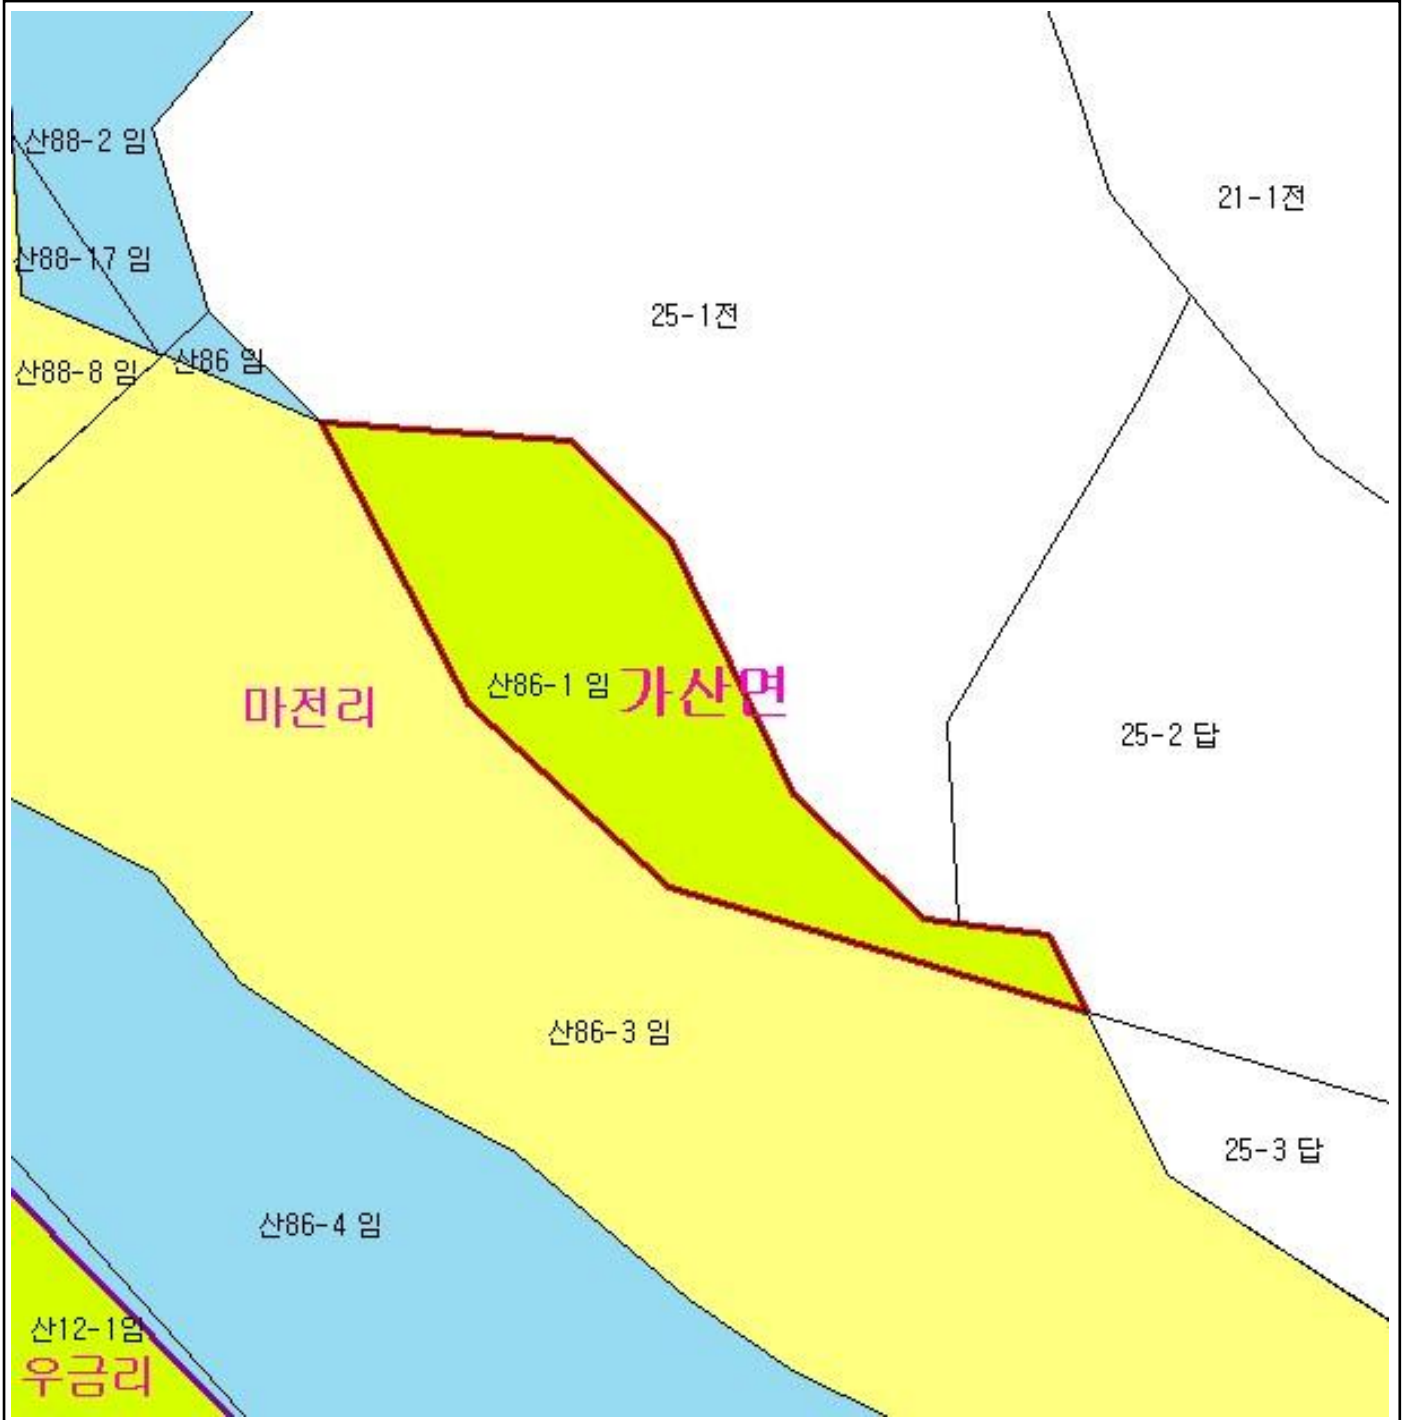 산88-2 임
21-1전
산88-17 임
25-1전
산86 임
산88-8 임
산86-1 임
가산면
마전리
25-2 답
산86-3 임
25-3 답
산86-4 임
산12-1임
우금리